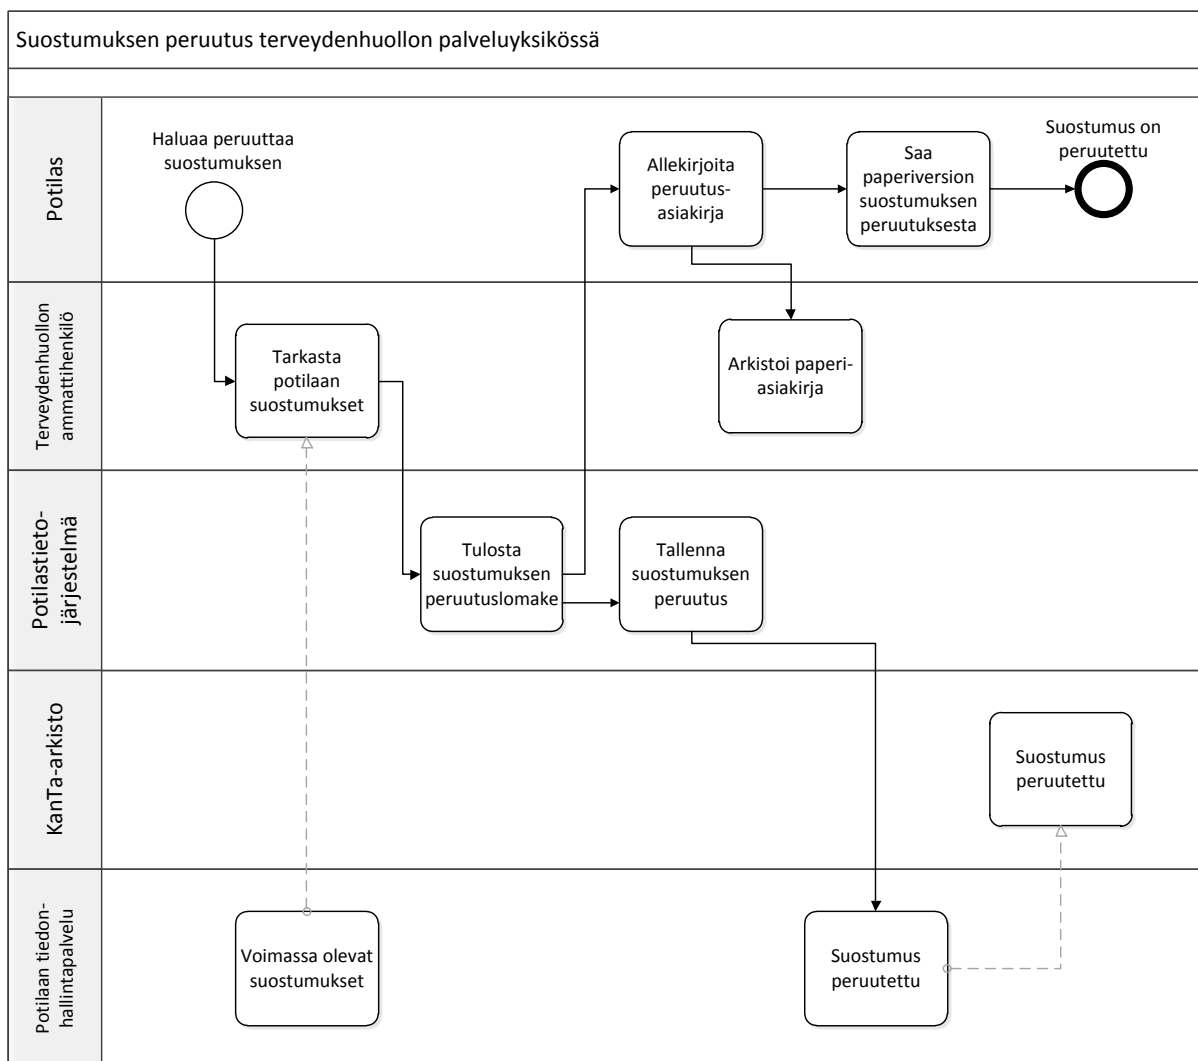 Suostumuksen peruutus terveydenhuollon palveluyksikössä
Potilas
Haluaa peruuttaa
suostumuksen
Allekirjoita
peruutus-
asiakirja
Saa
paperiversion
suostumuksen
peruutuksesta
Suostumus on
peruutettu
Terveydenhuollon
ammattihenkilö
Tarkasta
potilaan
suostumukset
Arkistoi paperi-
asiakirja
Potilastieto-
järjestelmä
Tulosta
suostumuksen
peruutuslomake
Tallenna
suostumuksen
peruutus
KanTa-arkisto
Suostumus
peruutettu
Potilaan tiedon-
hallintapalvelu
Voimassa olevat
suostumukset
Suostumus
peruutettu